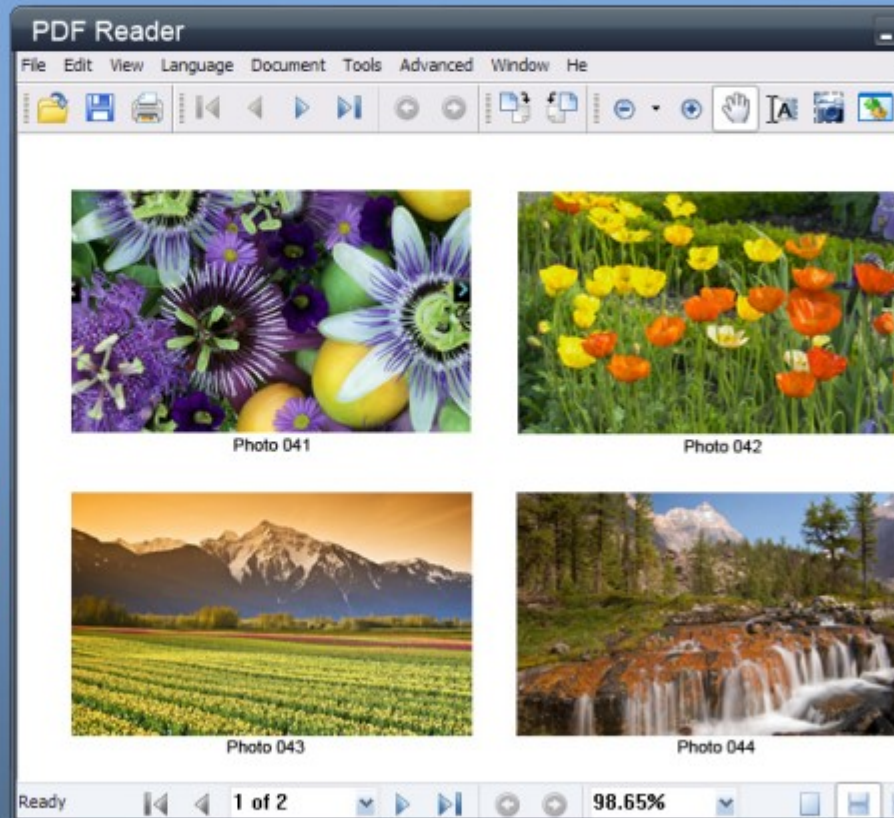 PDF Reader
File Edit View Language Document Tools Advanced Window He
Photo 041
Photo 042
Photo 043
Photo 044
Ready 1 of 2 98.65%